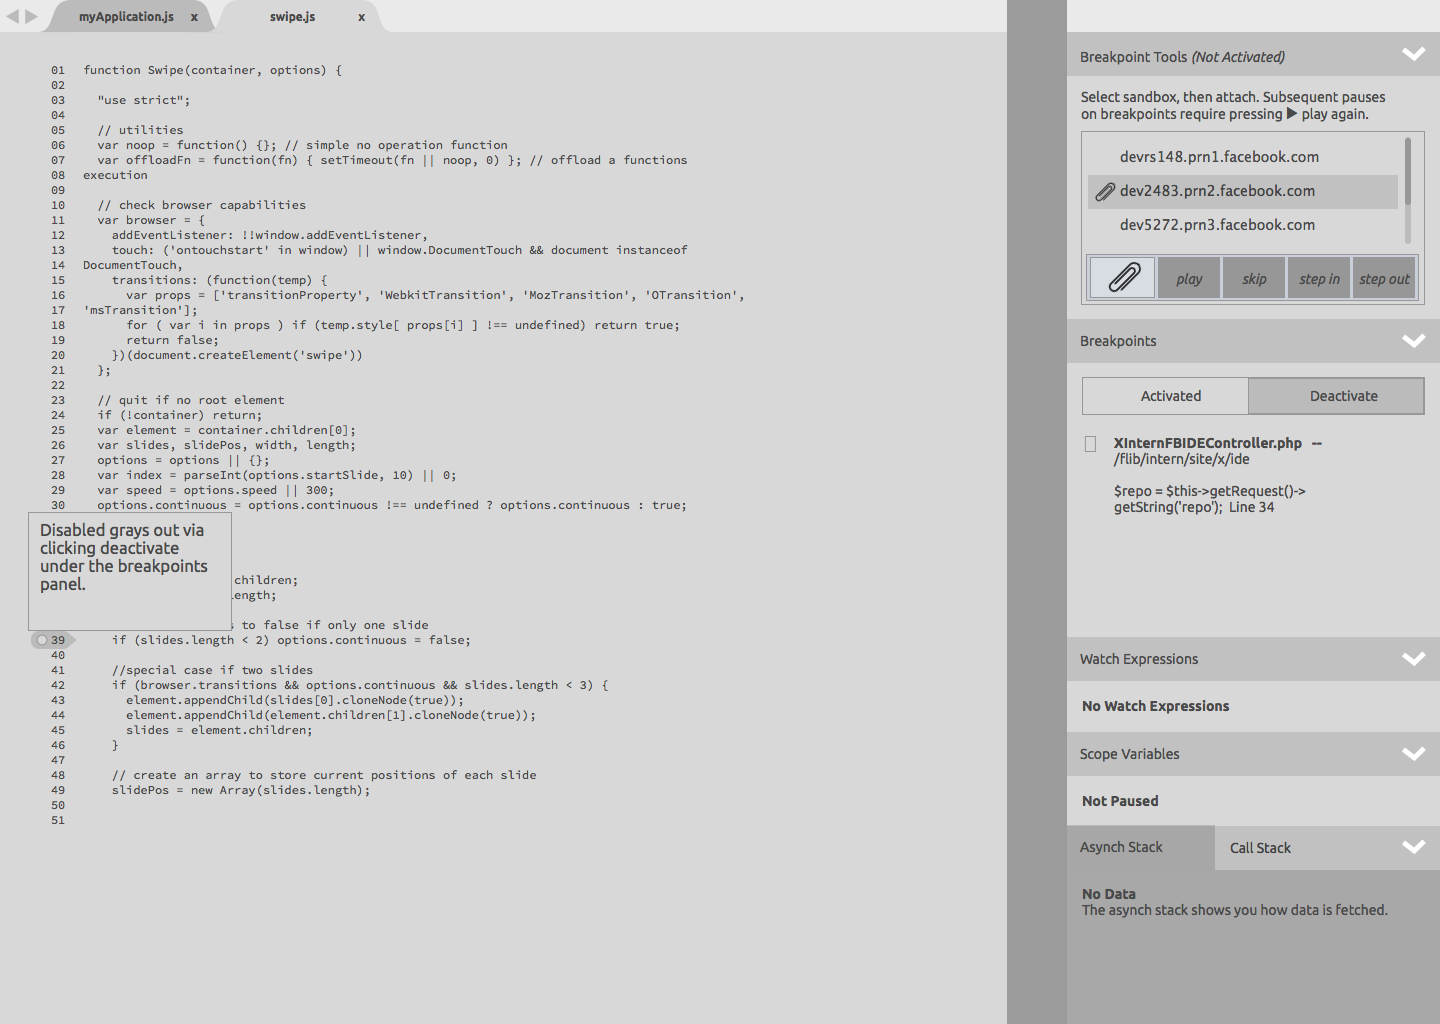 myApplication.js x swipe.js x
01 function Swipe(container, options) {
02
03 "use strict";
04
05 // utilities
06 var noop = function() {}; // simple no operation function
07 var offloadFn = function(fn) { setTimeout(fn || noop, 0) }; // offload a functions
08 execution
09
10 // check browser capabilities
11 var browser = {
12 addEventListener: !!window.addEventListener,
13 touch: ('ontouchstart' in window) || window.DocumentTouch && document instanceof
14 DocumentTouch,
15 transitions: (function(temp) {
16 var props = ['transitionProperty', 'WebkitTransition', 'MozTransition', 'OTransition',
17 'msTransition'];
18 for ( var i in props ) if (temp.style[ props[i] ] !== undefined) return true;
19 return false;
20 })(document.createElement('swipe'))
21 };
22
23 // quit if no root element
24 if (!container) return;
25 var element = container.children[0];
26 var slides, slidePos, width, length;
27 options = options || {};
28 var index = parseInt(options.startSlide, 10) || 0;
29 var speed = options.speed || 300;
30 options.continuous = options.continuous !== undefined ? options.continuous : true;
Disabled grays out via
clicking deactivate
under the breakpoints
panel.
children;
ength;
to false if only one slide
39 if (slides.length < 2) options.continuous = false;
40
41 //special case if two slides
42 if (browser.transitions && options.continuous && slides.length < 3) {
43 element.appendChild(slides[0].cloneNode(true));
44 element.appendChild(element.children[1].cloneNode(true));
45 slides = element.children;
46 }
47
48 // create an array to store current positions of each slide
49 slidePos = new Array(slides.length);
50
51
Breakpoint Tools (Not Activated)
Select sandbox, then attach. Subsequent pauses
on breakpoints require pressing ▶ play again.
devrs148.prn1.facebook.com
dev2483.prn2.facebook.com
dev5272.prn3.facebook.com
play skip step in step out
Breakpoints
Activated Deactivate
XInternFBIDEController.php --
/flib/intern/site/x/ide
$repo = $this->getRequest()->
getString('repo'); Line 34
Watch Expressions
No Watch Expressions
Scope Variables
Not Paused
Asynch Stack Call Stack
No Data
The asynch stack shows you how data is fetched.